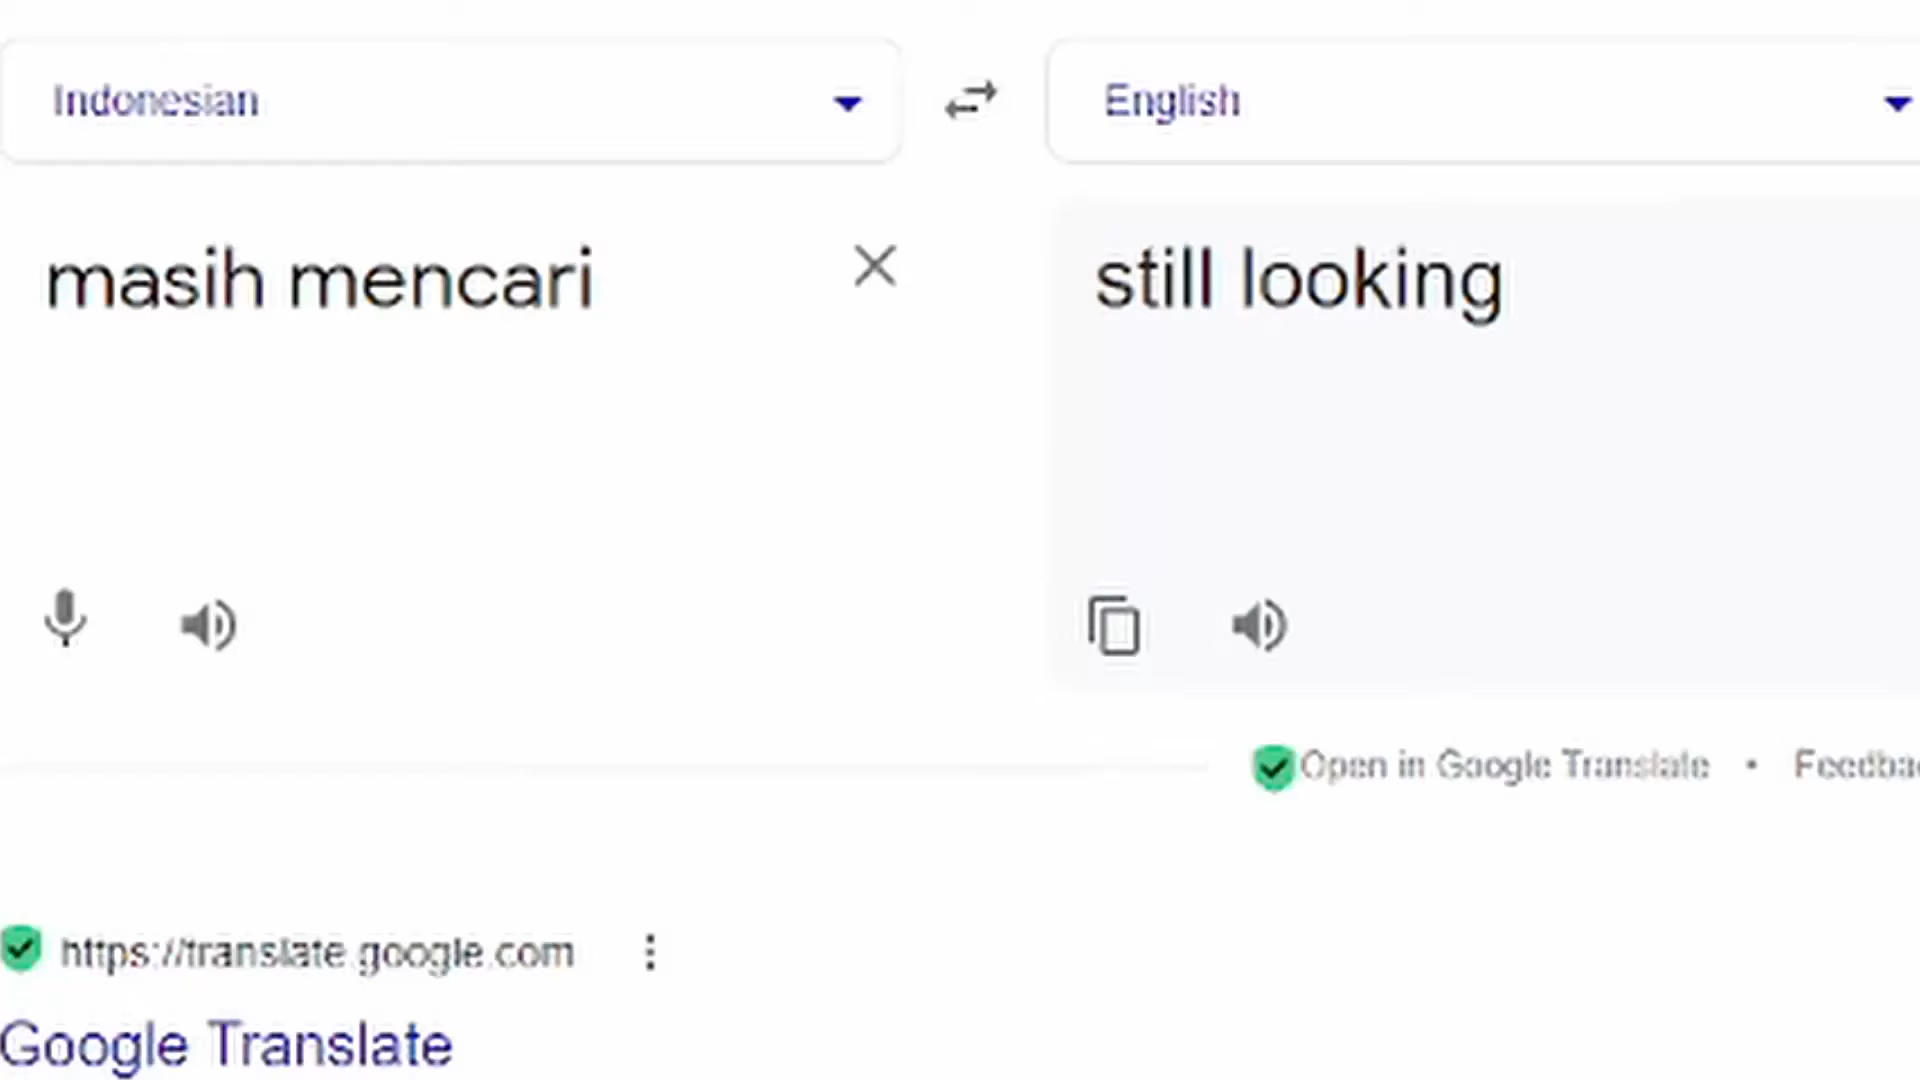 Indonesian
English
masih mencari
still looking
Open in Google Translate •
https://translate.google.com
Google Translate